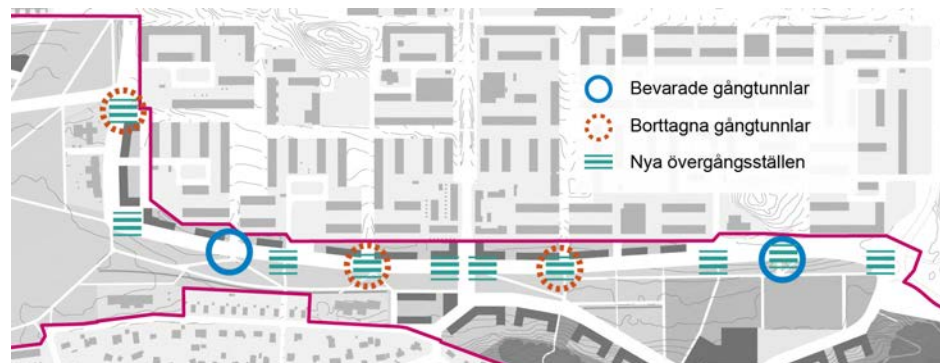 Bevarade gångtunnlar
Borttagna gångtunnlar
Nya övergångsställen